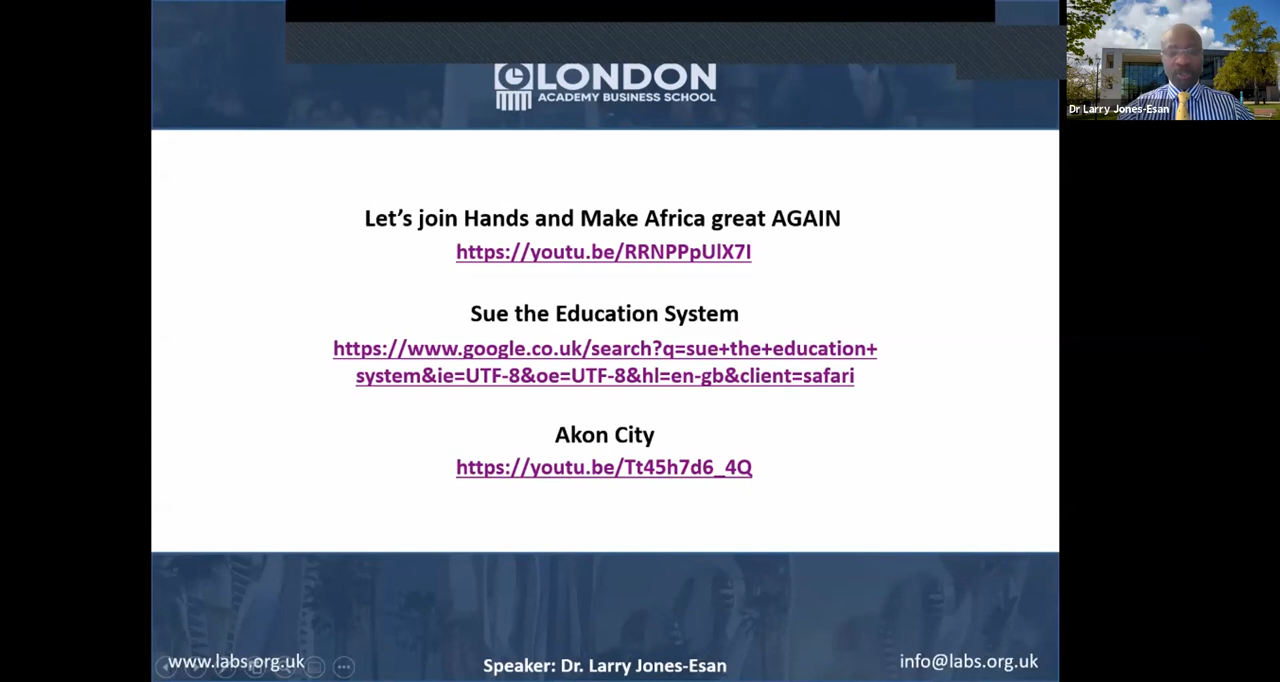 LONDON
ACADEMY BUSINESS SCHOOL
Dr Larry Jones-Esan
Let’s join Hands and Make Africa great AGAIN
https://youtu.be/RRNPPpUlX7I
Sue the Education System
https://www.google.co.uk/search?q=sue+the+education+
system&ie=UTF-8&oe=UTF-8&hl=en-gb&client=safari
Akon City
https://youtu.be/Tt45h7d6_4Q
www.labs.org.uk
Speaker: Dr. Larry Jones-Esan
info@labs.org.uk